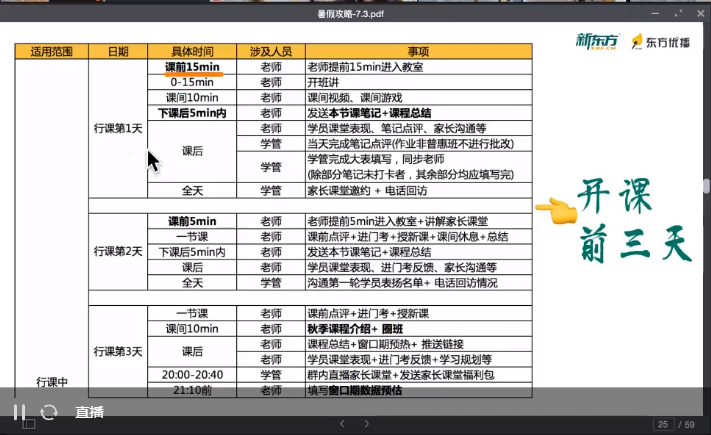 暑假攻略-7.3.pdf
新东方 XDF.CN 东方优播
适用范围 日期 具体时间 涉及人员 事项
课前15min 老师 老师提前15min进入教室
0-15min 老师 开班讲
课间10min 老师 课间视频、课间游戏
下课后5min内 老师 发送本节课笔记+课程总结
行课第1天
课后
老师 学员课堂表现、笔记点评、家长沟通等
学管 当天完成笔记点评(作业非普惠班不进行批改)
学管 学管完成大表填写，同步老师
(除部分笔记未打卡者，其余部分均应填写完)
全天 学管 家长课堂邀约 + 电话回访
开课
前三天
课前5min 老师 老师提前5min进入教室+讲解家长课堂
一节课 老师 课前点评+进门考+授新课+课间休息+总结
行课第2天 下课后5min内 老师 发送本节课笔记+课程总结
课后 老师 学员课堂表现、进门考反馈、家长沟通等
全天 学管 沟通第一轮学员表扬名单+ 电话回访情况
一节课 老师 课前点评+进门考+授新课
课间10min 老师 秋季课程介绍+ 圈班
行课第3天 课后
老师 课程总结+窗口期预热+ 推送链接
老师 学员课堂表现+进门考反馈+学习规划等
行课中
20:00-20:40 学管 群内直播家长课堂+发送家长课堂福利包
21:10前 老师 填写窗口期数据预估
直播
25 / 59